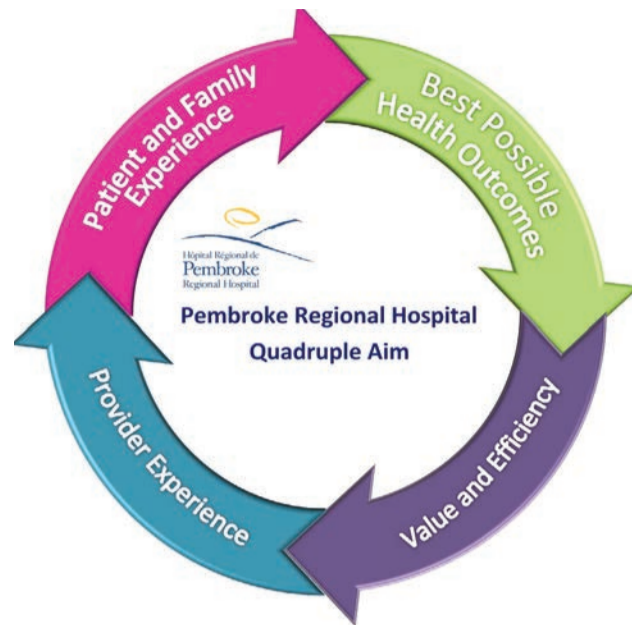 Patient and Family
Experience
Best Possible
Health Outcomes
Value and Efficiency
Provider Experience
Hôpital Régional de
Pembroke
Regional Hospital
Pembroke Regional Hospital
Quadruple Aim